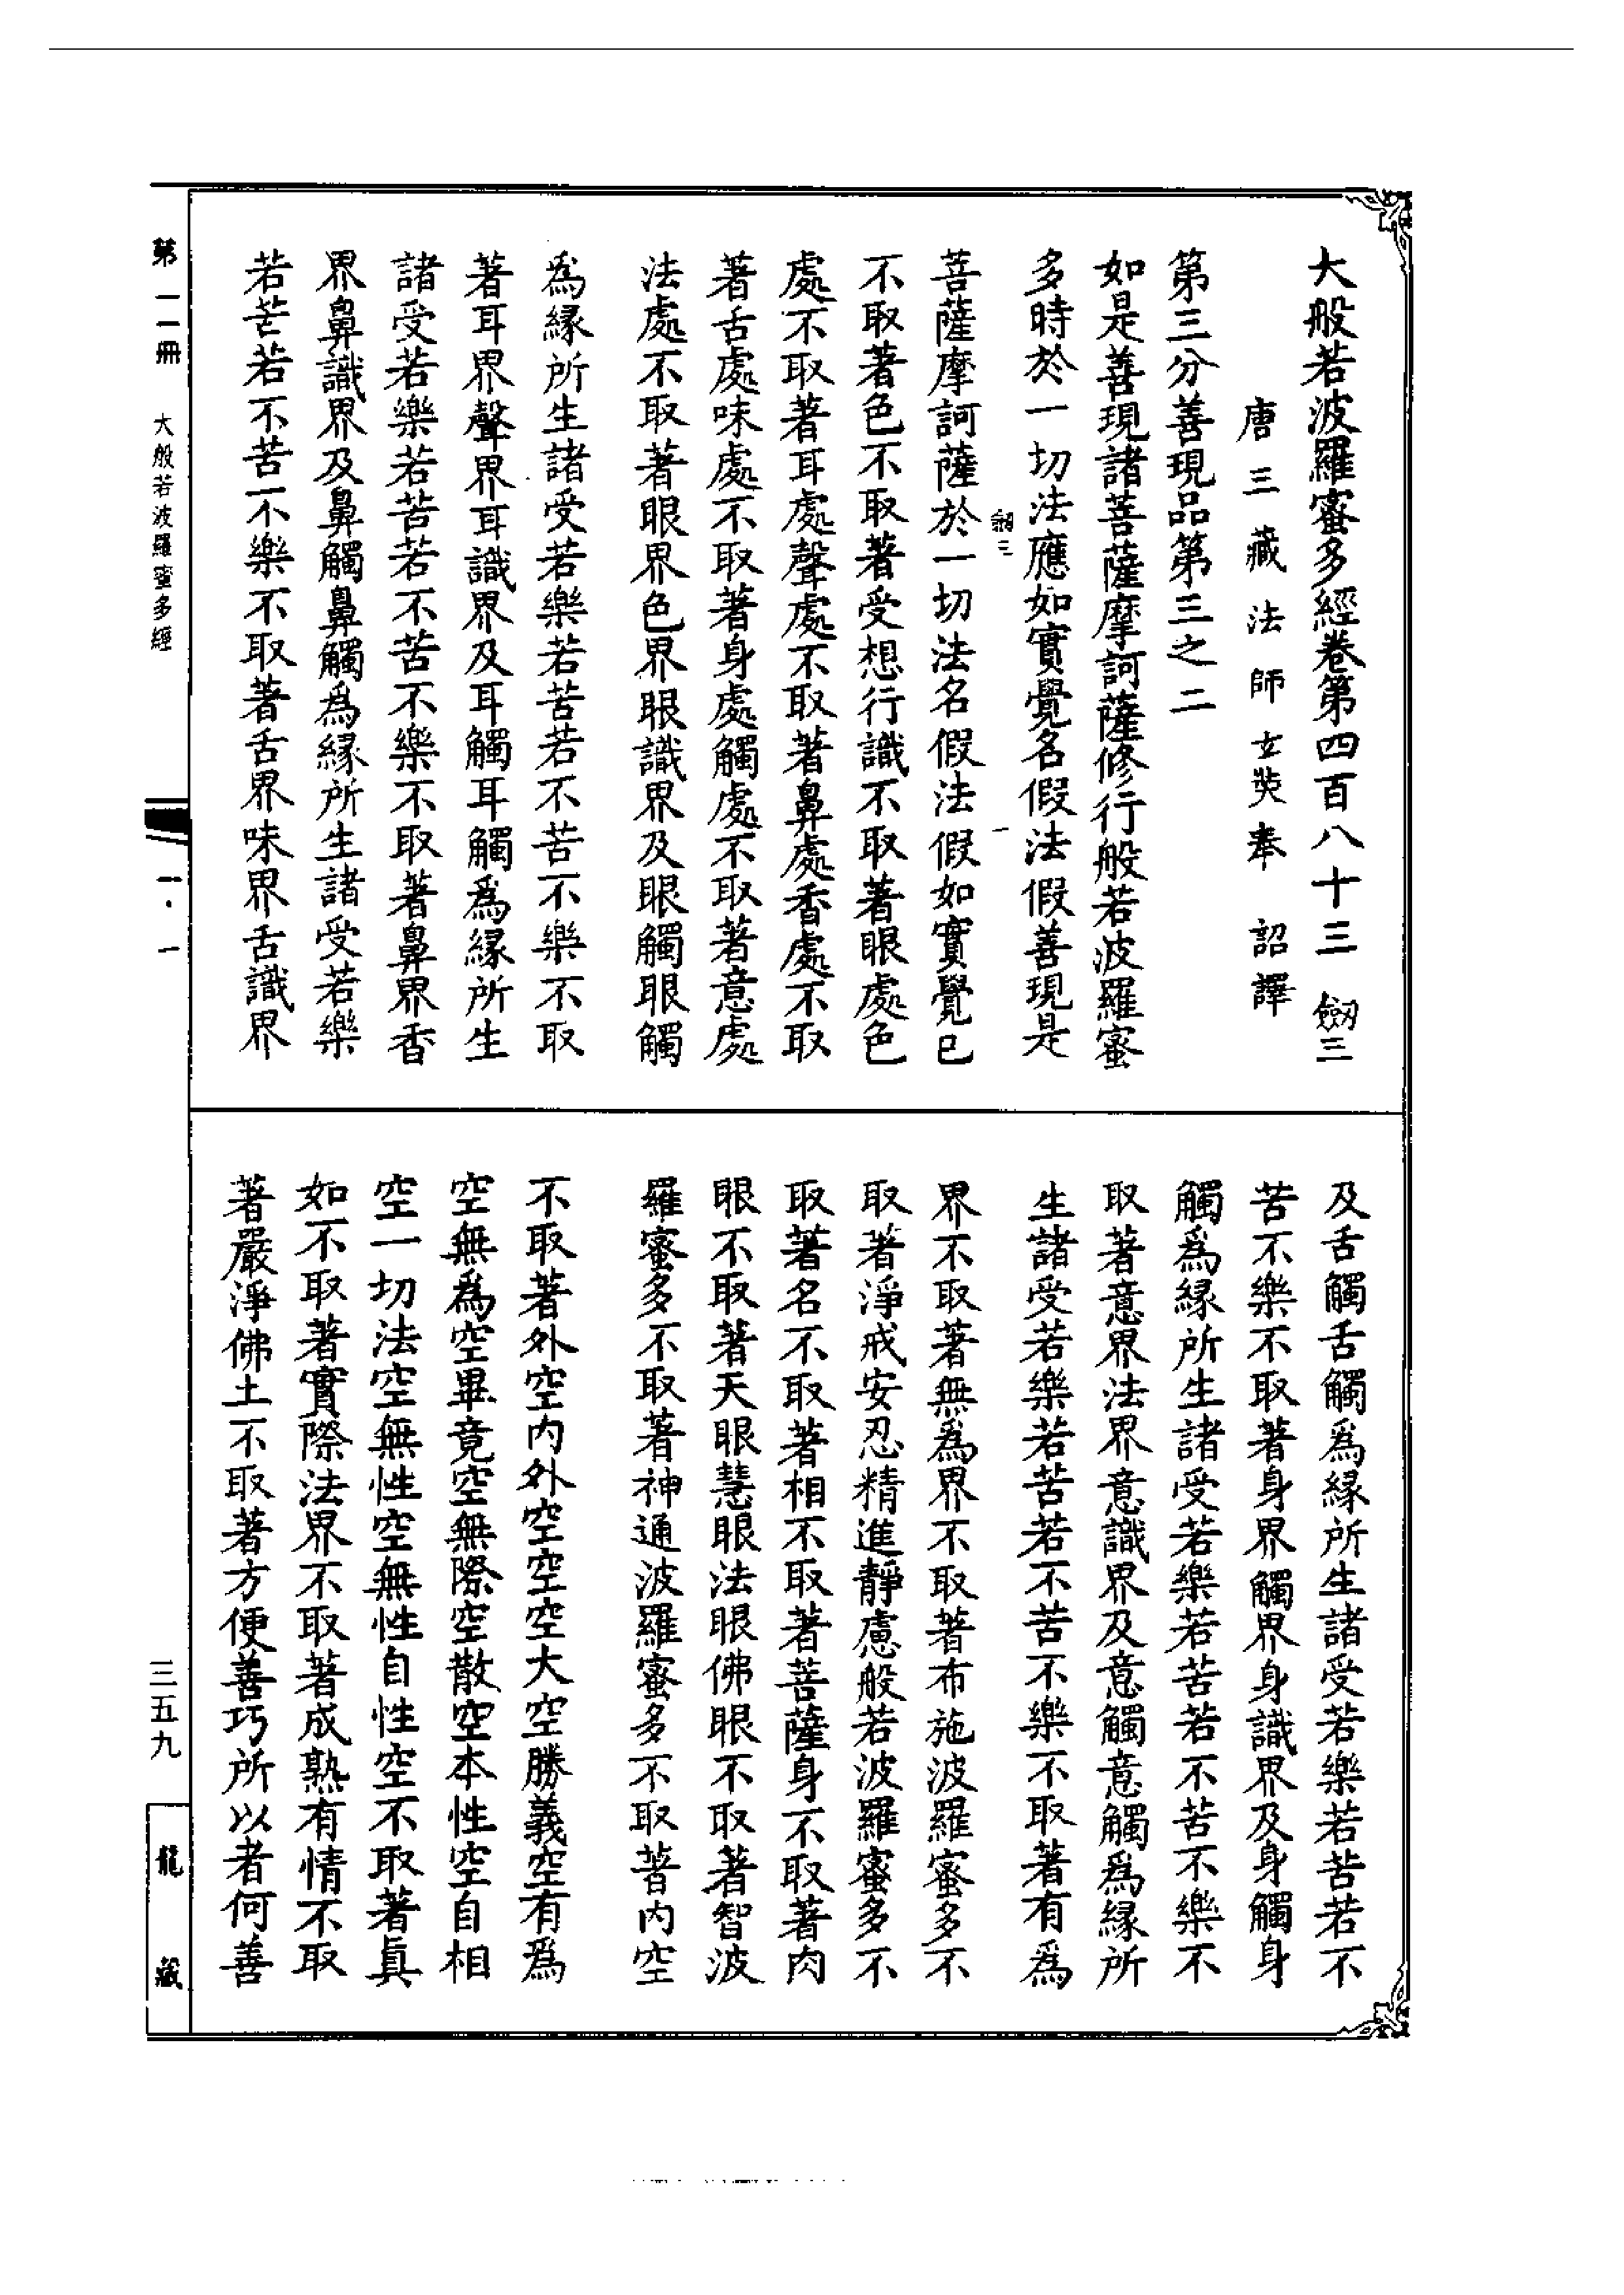 大般若波羅蜜多經卷第四百八十三　劒三
唐三藏法師玄奘奉　詔譯
第三分善現品第三之二
如是善現諸菩薩摩訶薩修行般若波羅蜜
多時於一切法應如實覺名假法假善現是
劒三
一
菩薩摩訶薩於一切法名假法假如實覺已
不取著色不取著受想行識不取著眼處色
處不取著耳處聲處不取著鼻處香處不取
著舌處味處不取著身處觸處不取著意處
法處不取著眼界色界眼識界及眼觸眼觸
為緣所生諸受若樂若苦若不苦不樂不取
著耳界聲界耳識界及耳觸耳觸為緣所生
諸受若樂若苦若不苦不樂不取著鼻界香
界鼻識界及鼻觸鼻觸為緣所生諸受若樂
若苦若不苦不樂不取著舌界味界舌識界
及舌觸舌觸為緣所生諸受若樂若苦若不
苦不樂不取著身界觸界身識界及身觸身
觸為緣所生諸受若樂若苦若不苦不樂不
取著意界法界意識界及意觸意觸為緣所
生諸受若樂若苦若不苦不樂不取著有為
界不取著無為界不取著布施波羅蜜多不
取著淨戒安忍精進靜慮般若波羅蜜多不
取著名不取著相不取著菩薩身不取著肉
眼不取著天眼慧眼法眼佛眼不取著智波
羅蜜多不取著神通波羅蜜多不取著內空
不取著外空內外空空空大空勝義空有為
空無為空畢竟空無際空散空本性空自相
空一切法空無性空無性自性空不取著真
如不取著實際法界不取著成熟有情不取
著嚴淨佛土不取著方便善巧所以者何善
第一二冊　大般若波羅蜜多經
一·一
三五九
龍藏